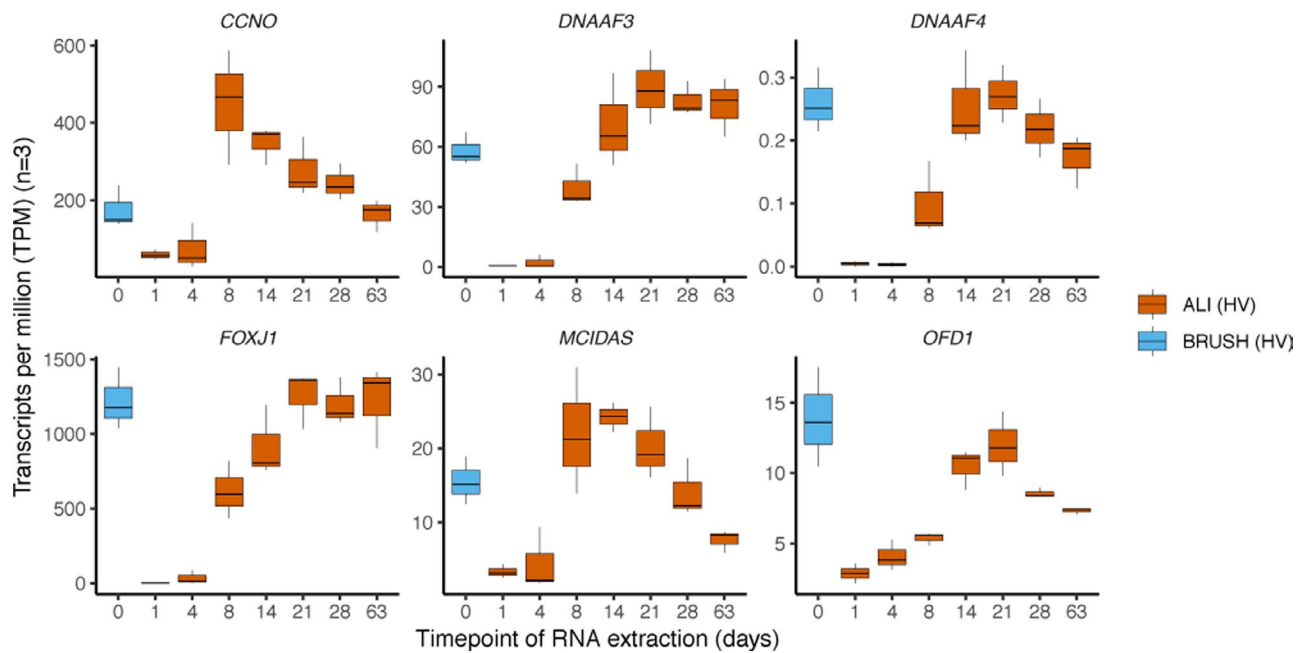 CCNO
DNAAF3
DNAAF4
600
400
200
0 1 4 8 14 21 28 63
90
60
30
0
0 1 4 8 14 21 28 63
0.3
0.2
0.1
0.0
0 1 4 8 14 21 28 63
Transcripts per million (TPM) (n=3)
FOXJ1
MCIDAS
OFD1
1500
1000
500
0
0 1 4 8 14 21 28 63
30
20
10
0 1 4 8 14 21 28 63
15
10
5
0 1 4 8 14 21 28 63
Timepoint of RNA extraction (days)
ALI (HV)
BRUSH (HV)